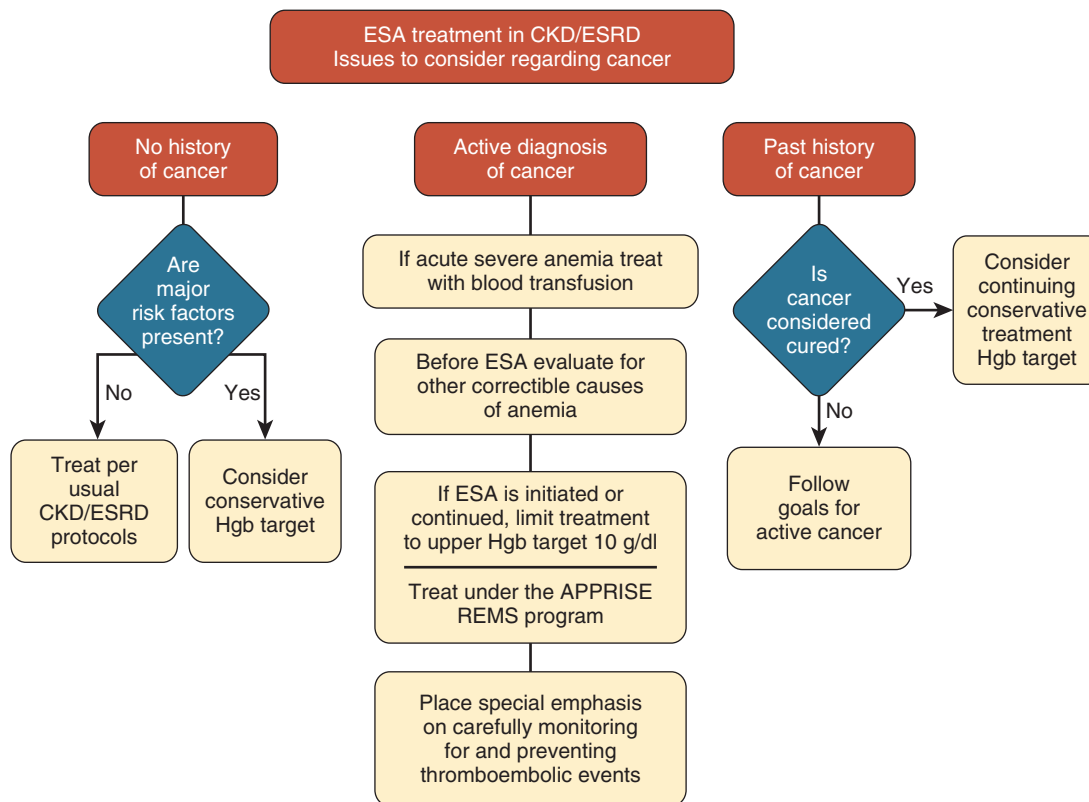 ESA treatment in CKD/ESRD
Issues to consider regarding cancer
No history
of cancer
Are
major
risk factors
present?
No
Yes
Treat per
usual
CKD/ESRD
protocols
Consider
conservative
Hgb target
Active diagnosis
of cancer
If acute severe anemia treat
with blood transfusion
Before ESA evaluate for
other correctible causes
of anemia
If ESA is initiated or
continued, limit treatment
to upper Hgb target 10 g/dl
Treat under the APPRISE
REMS program
Place special emphasis
on carefully monitoring
for and preventing
thromboembolic events
Past history
of cancer
Is
cancer
considered
cured?
Yes
Consider
continuing
conservative
treatment
Hgb target
No
Follow
goals for
active cancer